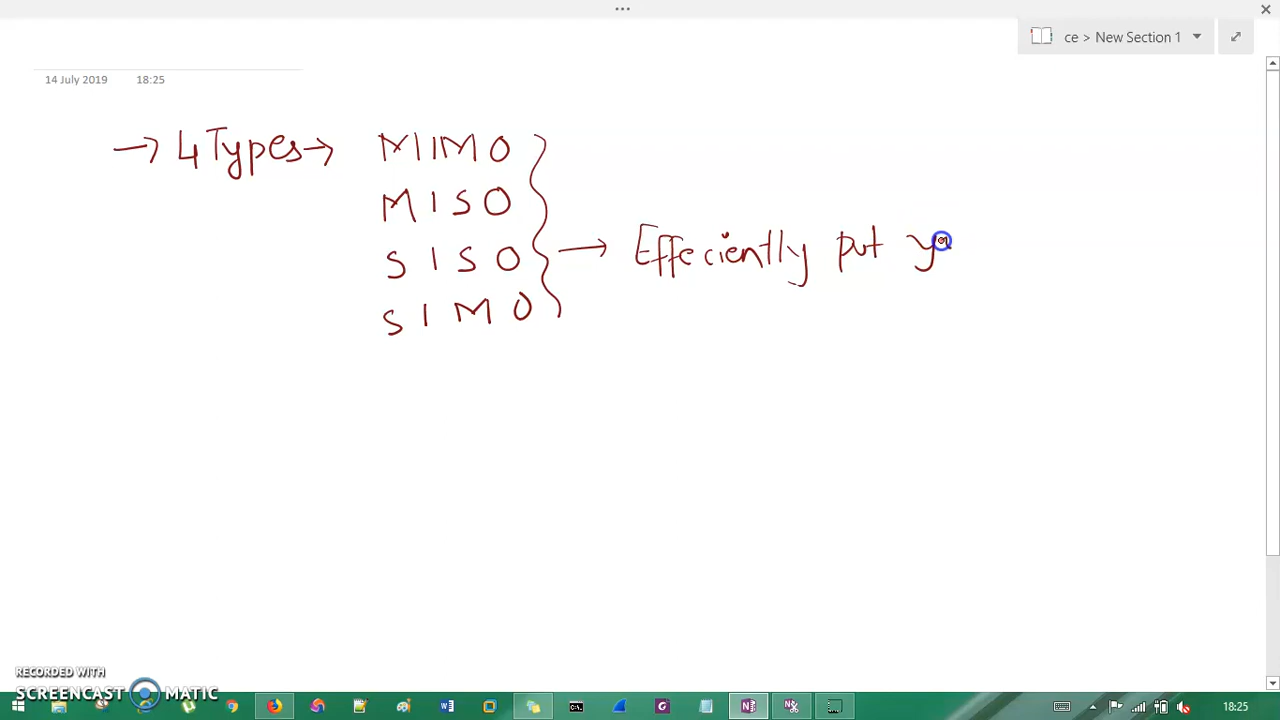 ce > New Section 1
14 July 2019 18:25
→ 4 Types → MIMO
MISO
SISO
SIMO
→ Effeciently put
RECORDED WITH
SCREENCAST MATIC
18:25